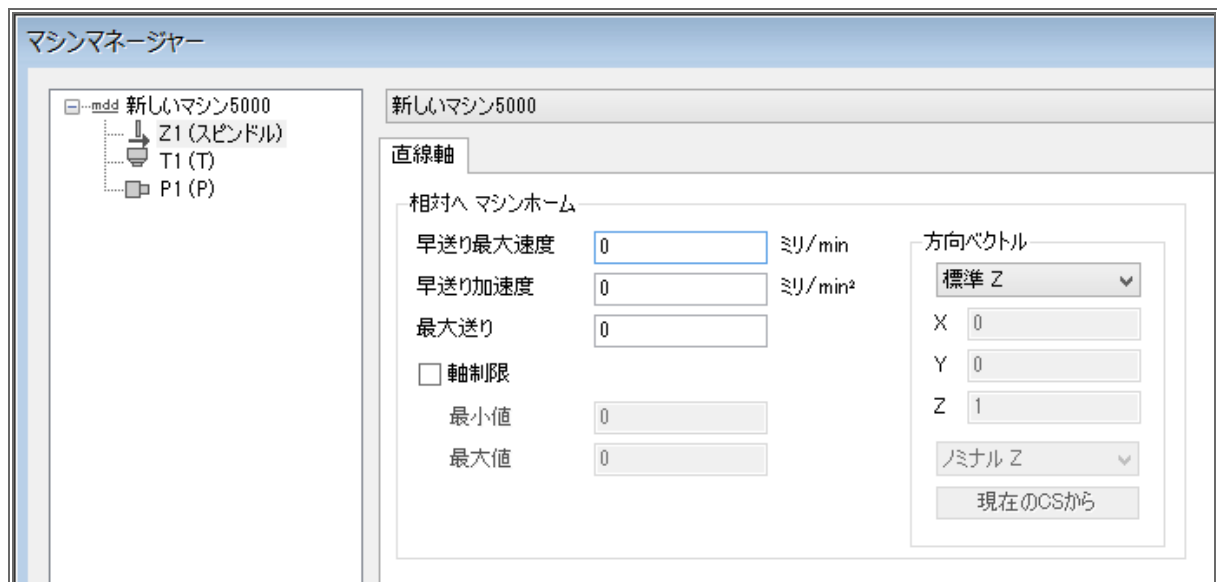 マシンマネージャー
mdd 新しいマシン5000
Z1 (スピンドル)
T1 (T)
P1 (P)
新しいマシン5000
直線軸
相対へ マシンホーム
早送り最大速度 0 ミリ/min
早送り加速度 0 ミリ/min²
最大送り 0
軸制限
最小値 0
最大値 0
方向ベクトル
標準 Z
X 0
Y 0
Z 1
ノミナル Z
現在のCSから